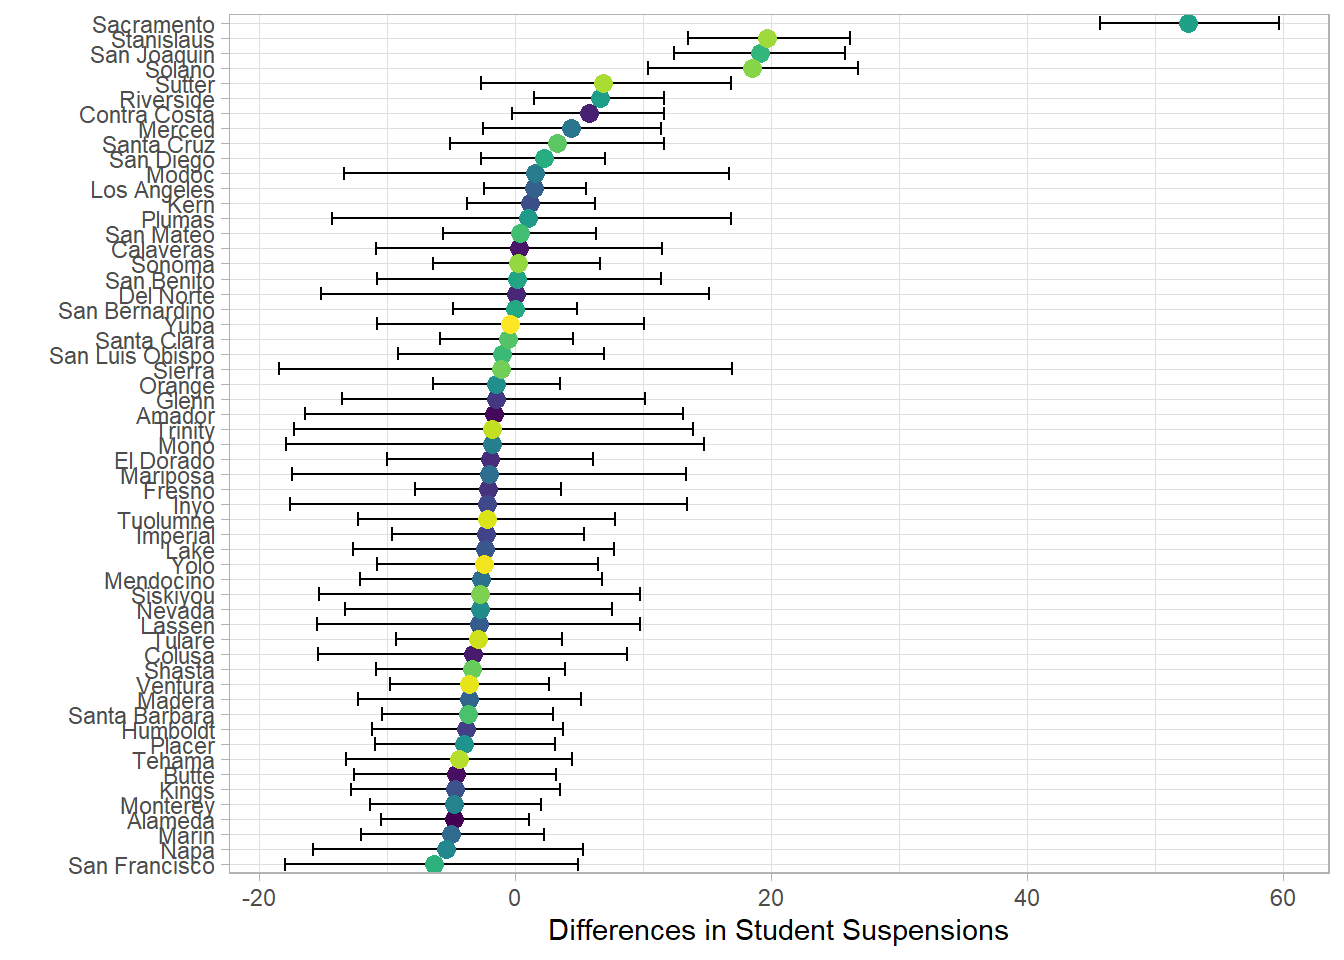 Sacramento
Stanislaus
San Joaquin
Solano
Sutter
Riverside
Contra Costa
Merced
Santa Cruz
San Diego
Modoc
Los Angeles
Kern
Plumas
San Mateo
Calaveras
Sonoma
San Benito
Del Norte
San Bernardino
Yuba
Santa Clara
San Luis Obispo
Sierra
Orange
Glenn
Amador
Trinity
Mono
El Dorado
Mariposa
Fresno
Inyo
Tuolumne
Imperial
Lake
Yolo
Mendocino
Siskiyou
Nevada
Lassen
Tulare
Colusa
Shasta
Ventura
Madera
Santa Barbara
Humboldt
Placer
Tehama
Butte
Kings
Monterey
Alameda
Marin
Napa
San Francisco
-20 0 20 40 60
Differences in Student Suspensions